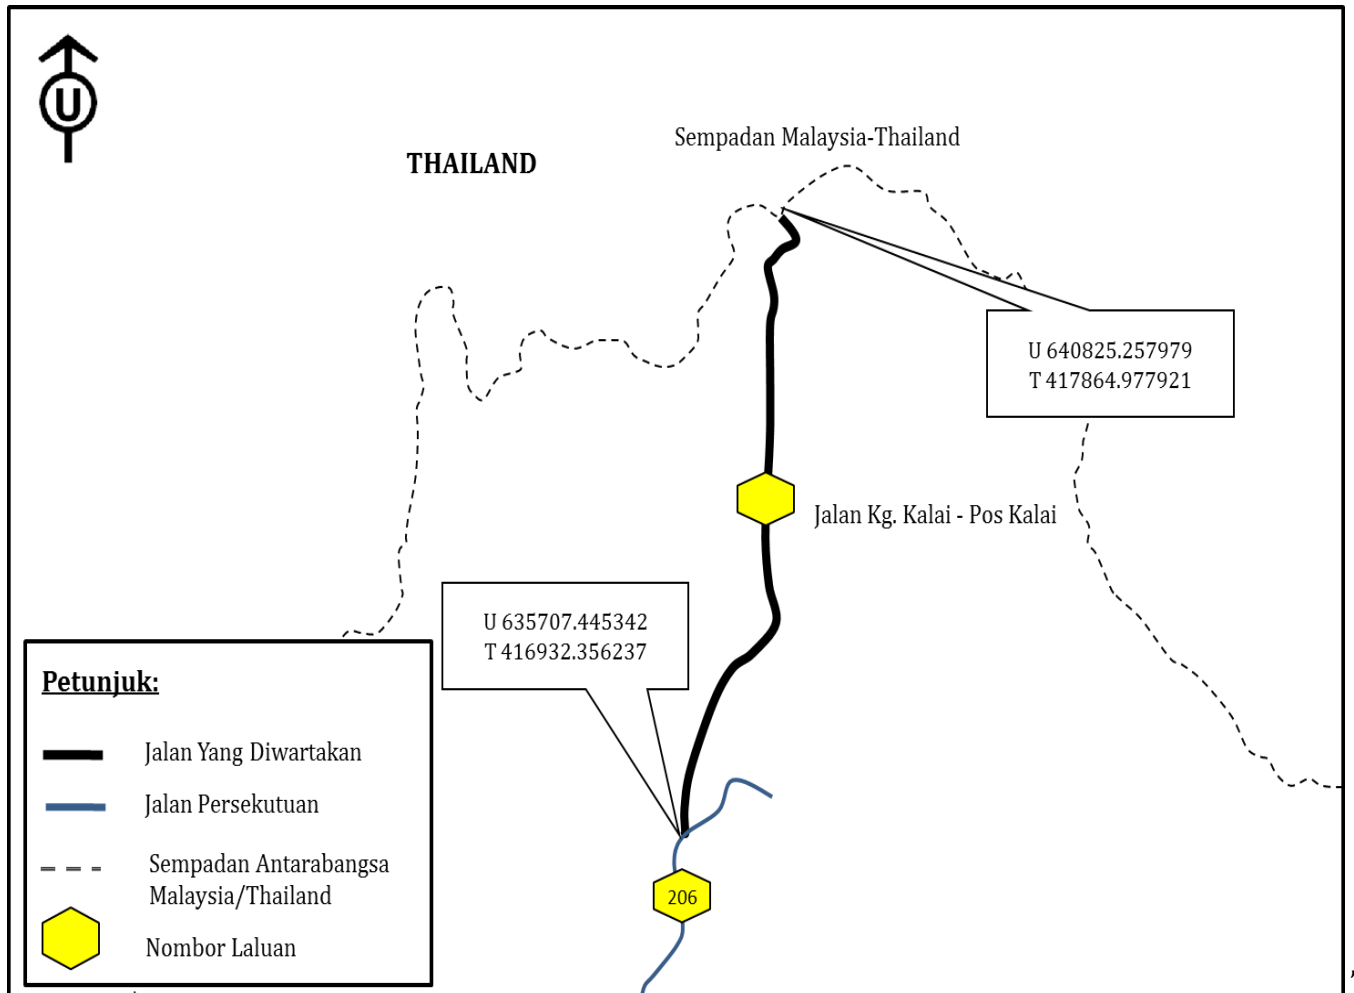 U
Sempadan Malaysia-Thailand
THAILAND
U 640825.257979
T 417864.977921
Jalan Kg. Kalai - Pos Kalai
U 635707.445342
T 416932.356237
206
Petunjuk:
Jalan Yang Diwartakan
Jalan Persekutuan
Sempadan Antarabangsa
Malaysia/Thailand
Nombor Laluan